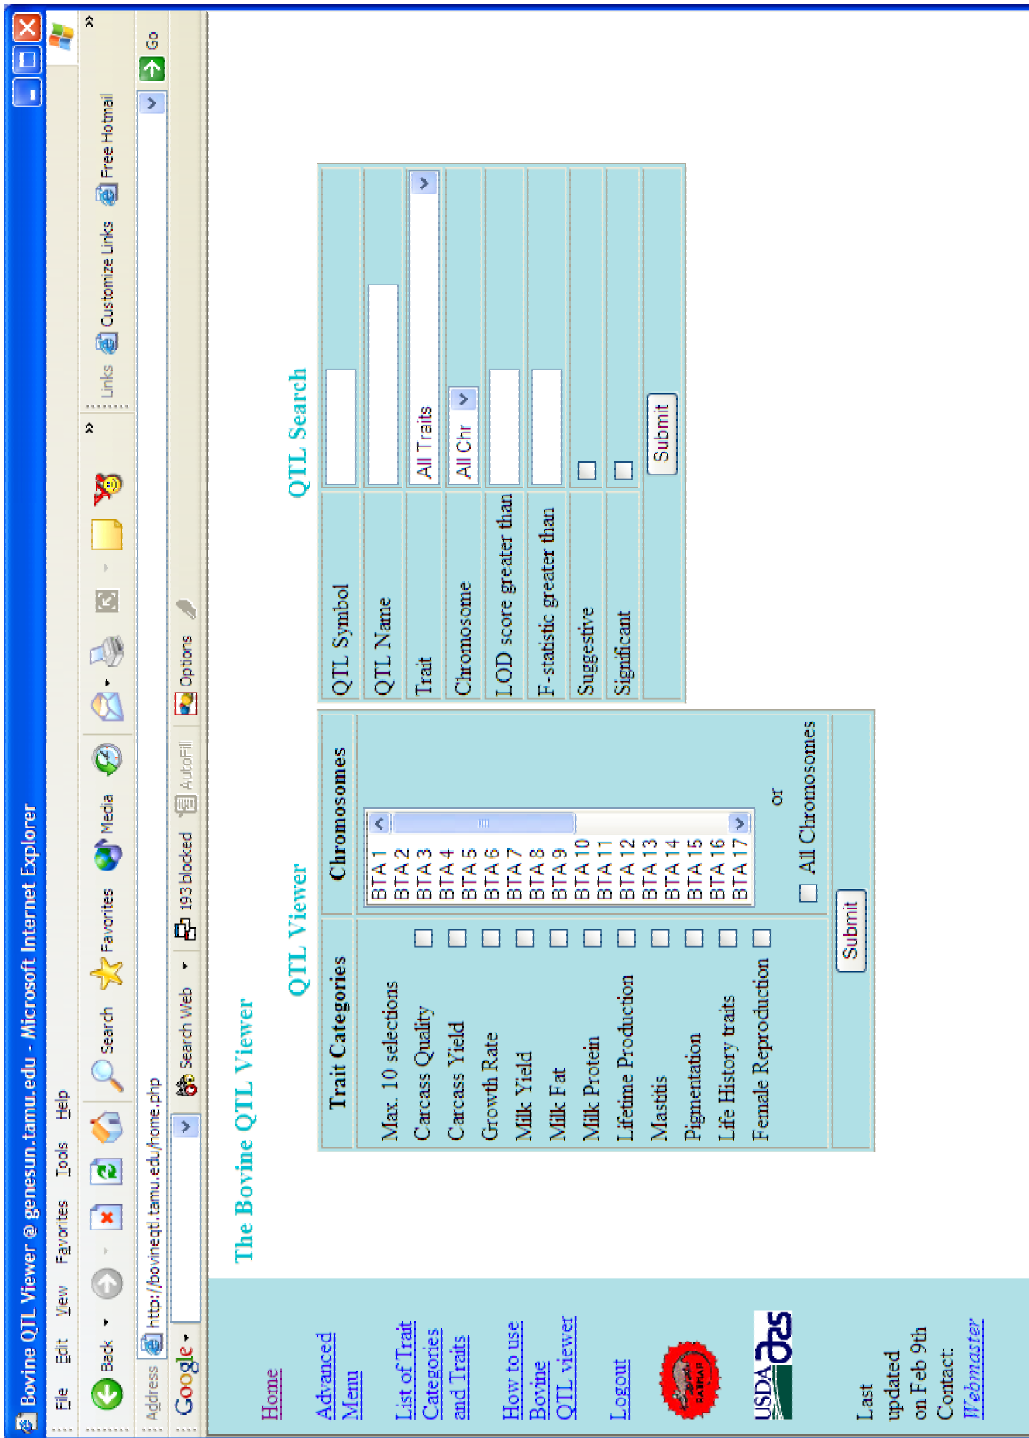 Bovine QTL Viewer @ genesun.tamu.edu - Microsoft Internet Explorer
File Edit View Favorites Tools Help
Back Search Favorites Media » Links Customize Links Free Hotmail »
Address http://bovineqtl.tamu.edu/home.php Go
Google Search Web 193 blocked AutoFill Options
Home
Advanced
Menu
List of Trait
Categories
and Traits
How to use
Bovine
QTL viewer
Logout
USDA ars
Last
updated
on Feb 9th
Contact.
Webmaster
The Bovine QTL Viewer
QTL Viewer
Trait Categories Chromosomes
Max. 10 selections
Carcass Quality
Carcass Yield
Growth Rate
Milk Yield
Milk Fat
Milk Protein
Lifetime Production
Mastitis
Pigmentation
Life History traits
Female Reproduction
BTA 1
BTA 2
BTA 3
BTA 4
BTA 5
BTA 6
BTA 7
BTA 8
BTA 9
BTA 10
BTA 11
BTA 12
BTA 13
BTA 14
BTA 15
BTA 16
BTA 17
or
All Chromosomes
Submit
QTL Search
QTL Symbol
QTL Name
Trait All Traits
Chromosome All Chr
LOD score greater than
F-statistic greater than
Suggestive
Significant
Submit